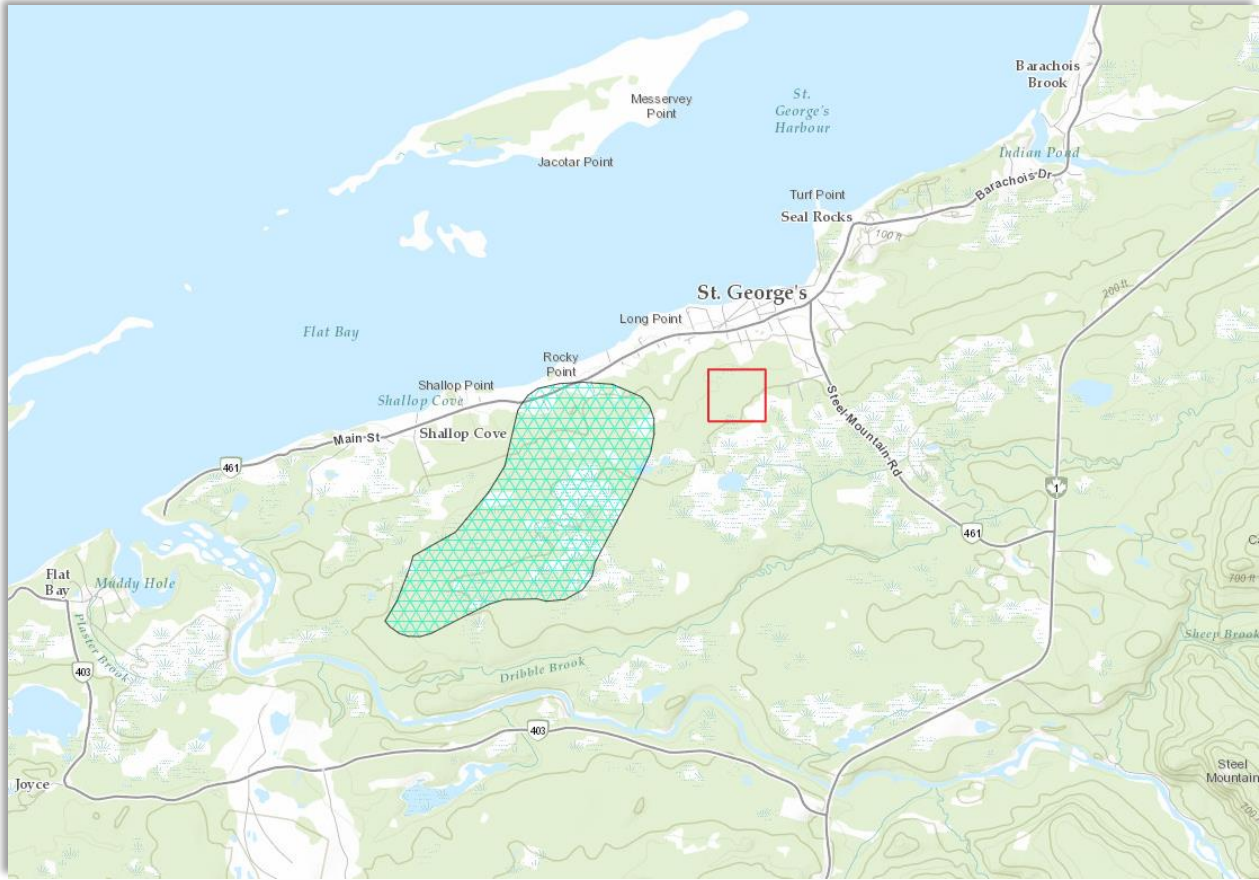 Barachois
Brook
Messervey
Point
St.
George's
Harbour
Jacotar Point
Indian Pond
Barachois Dr
Turf Point
Seal Rocks
100 ft
St. George's
200 ft
Long Point
Flat Bay
Rocky
Point
Shallop Point
Shallop Cove
Steel Mountain Rd
Main St
Shallop Cove
461
1
461
Flat
Bay
Muddy Hole
700 ft
Plaster Brook
Sheep Brook
403
Dribble Brook
403
Joyce
Steel
Mountain